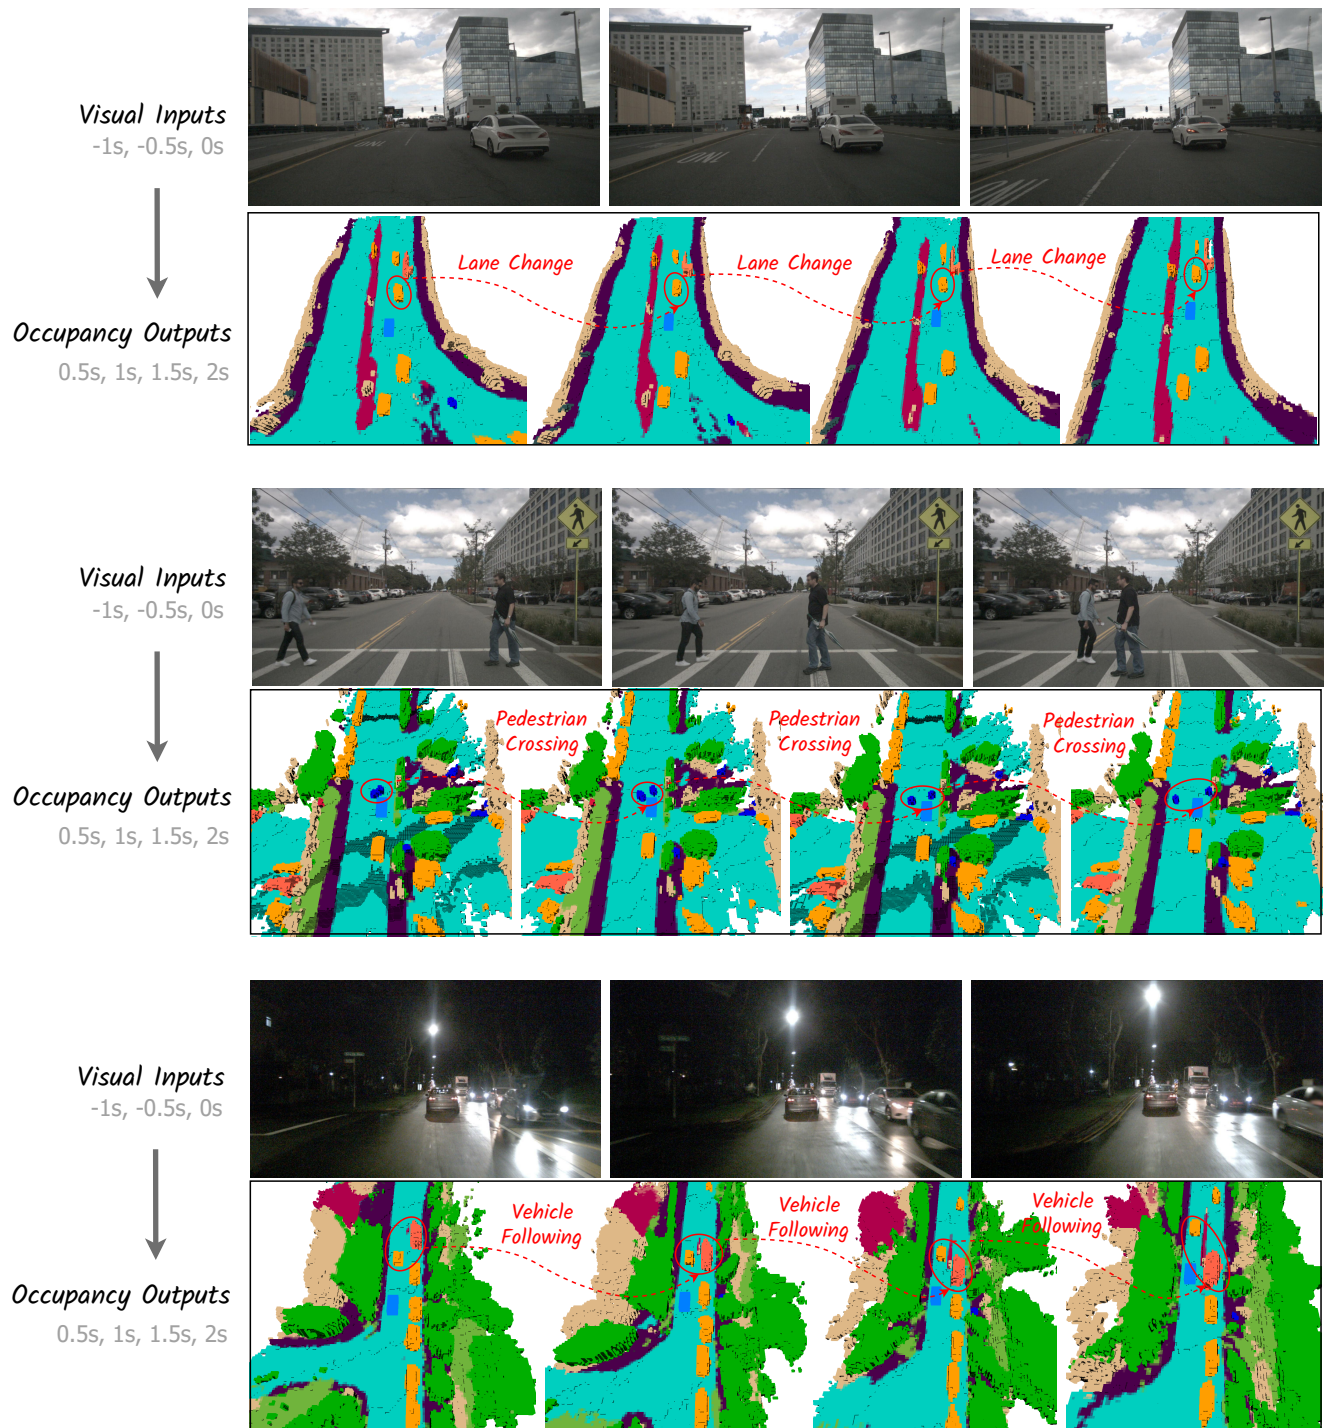 Visual Inputs
-1s, -0.5s, 0s
ONL
ONL
Occupancy Outputs
0.5s, 1s, 1.5s, 2s
Lane Change
Lane Change
Lane Change
Visual Inputs
-1s, -0.5s, 0s
Occupancy Outputs
0.5s, 1s, 1.5s, 2s
Pedestrian
Crossing
Pedestrian
Crossing
Pedestrian
Crossing
Visual Inputs
-1s, -0.5s, 0s
Occupancy Outputs
0.5s, 1s, 1.5s, 2s
Vehicle
Following
Vehicle
Following
Vehicle
Following